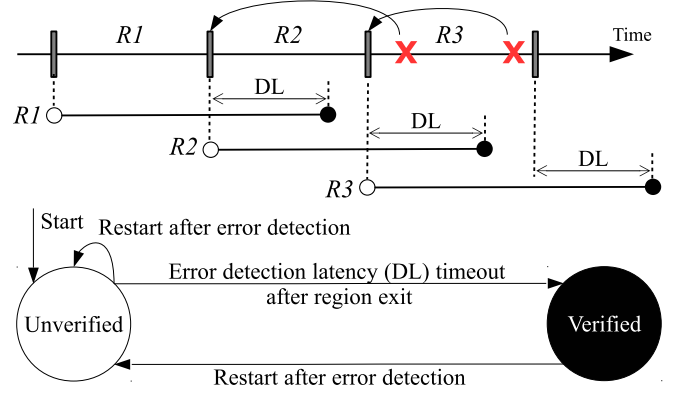 R1
R2
R3
Time
DL
R1
DL
R2
DL
R3
Start
Restart after error detection
Error detection latency (DL) timeout
after region exit
Unverified
Verified
Restart after error detection